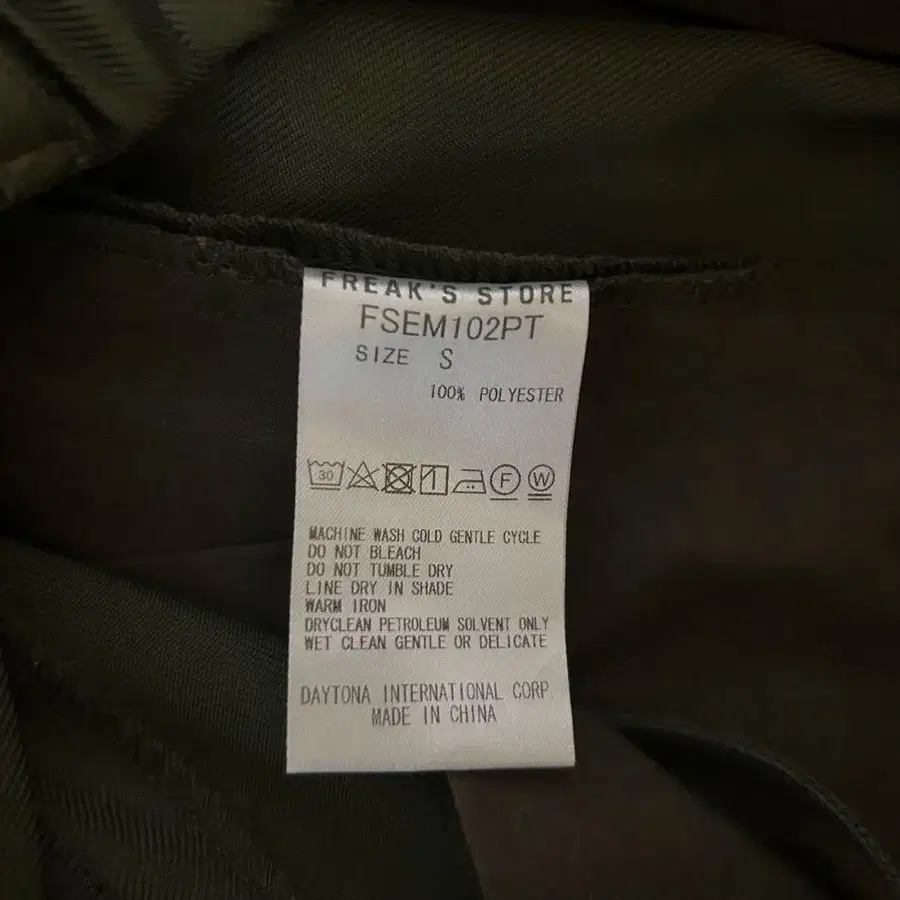 FREAK'S STORE
FSEM102PT
SIZE S
100% POLYESTER
30 F W
MACHINE WASH COLD GENTLE CYCLE
DO NOT BLEACH
DO NOT TUMBLE DRY
LINE DRY IN SHADE
WARM IRON
DRYCLEAN PETROLEUM SOLVENT ONLY
WET CLEAN GENTLE OR DELICATE
DAYTONA INTERNATIONAL CORP
MADE IN CHINA